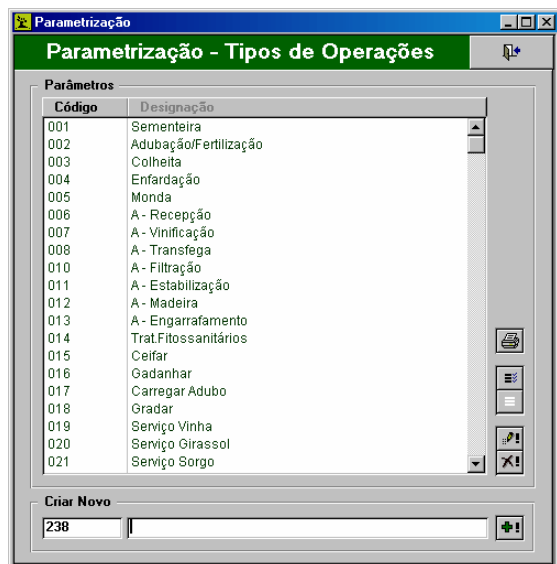 Parametrização
Parametrização - Tipos de Operações
Parâmetros
Código Designação
001 Sementeira
002 Adubação/Fertilização
003 Colheita
004 Enfardação
005 Monda
006 A - Recepção
007 A - Vinificação
008 A - Transfega
010 A - Filtração
011 A - Estabilização
012 A - Madeira
013 A - Engarrafamento
014 Trat.Fitossanitários
015 Ceifar
016 Gadanhar
017 Carregar Adubo
018 Gradar
019 Serviço Vinha
020 Serviço Girassol
021 Serviço Sorgo
Criar Novo
238